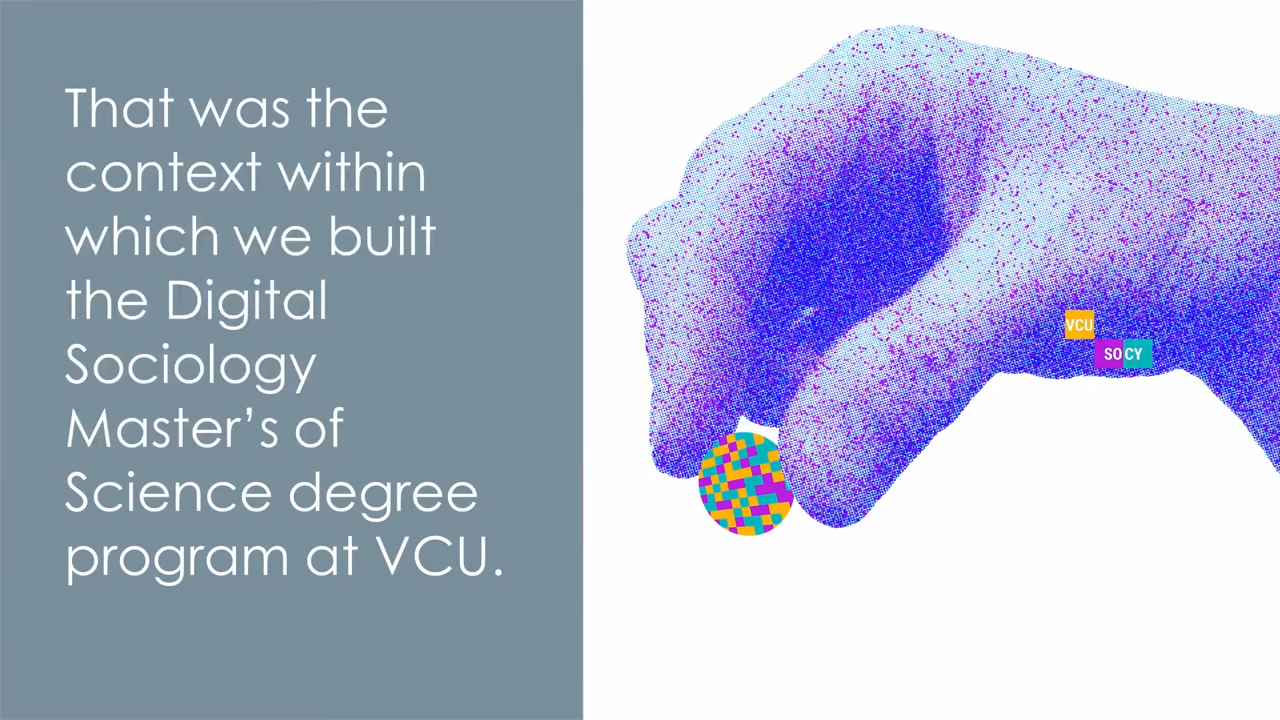 That was the
context within
which we built
the Digital
Sociology
Master’s of
Science degree
program at VCU.
VCU
SOCY